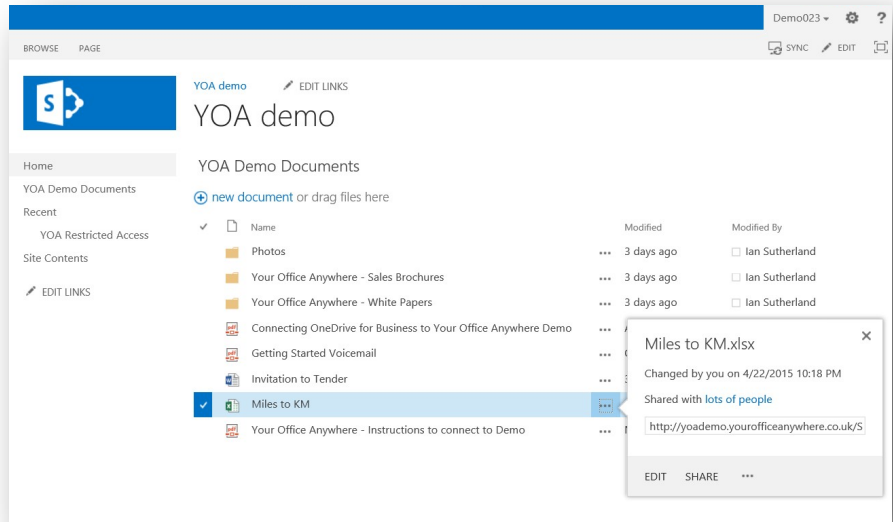 Demo023
?
BROWSE PAGE
SYNC EDIT
S
YOA demo EDIT LINKS
YOA demo
Home
YOA Demo Documents
Recent
YOA Restricted Access
Site Contents
EDIT LINKS
YOA Demo Documents
new document or drag files here
Name Modified Modified By
Photos ... 3 days ago Ian Sutherland
Your Office Anywhere - Sales Brochures ... 3 days ago Ian Sutherland
Your Office Anywhere - White Papers ... 3 days ago Ian Sutherland
Connecting OneDrive for Business to Your Office Anywhere Demo ...
Getting Started Voicemail ...
Invitation to Tender ...
Miles to KM ...
Your Office Anywhere - Instructions to connect to Demo ...
Miles to KM.xlsx
Changed by you on 4/22/2015 10:18 PM
Shared with lots of people
http://yoademo.yourofficeanywhere.co.uk/S
EDIT SHARE ...